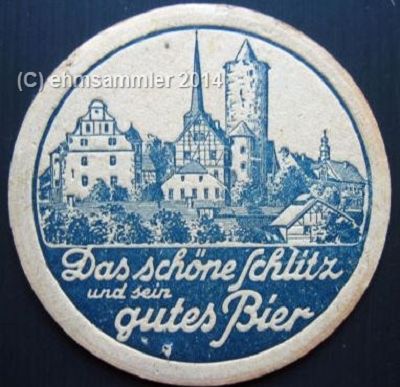 (C) ehmsammler 2014
Das schöne Schlitz
und sein
gutes Bier